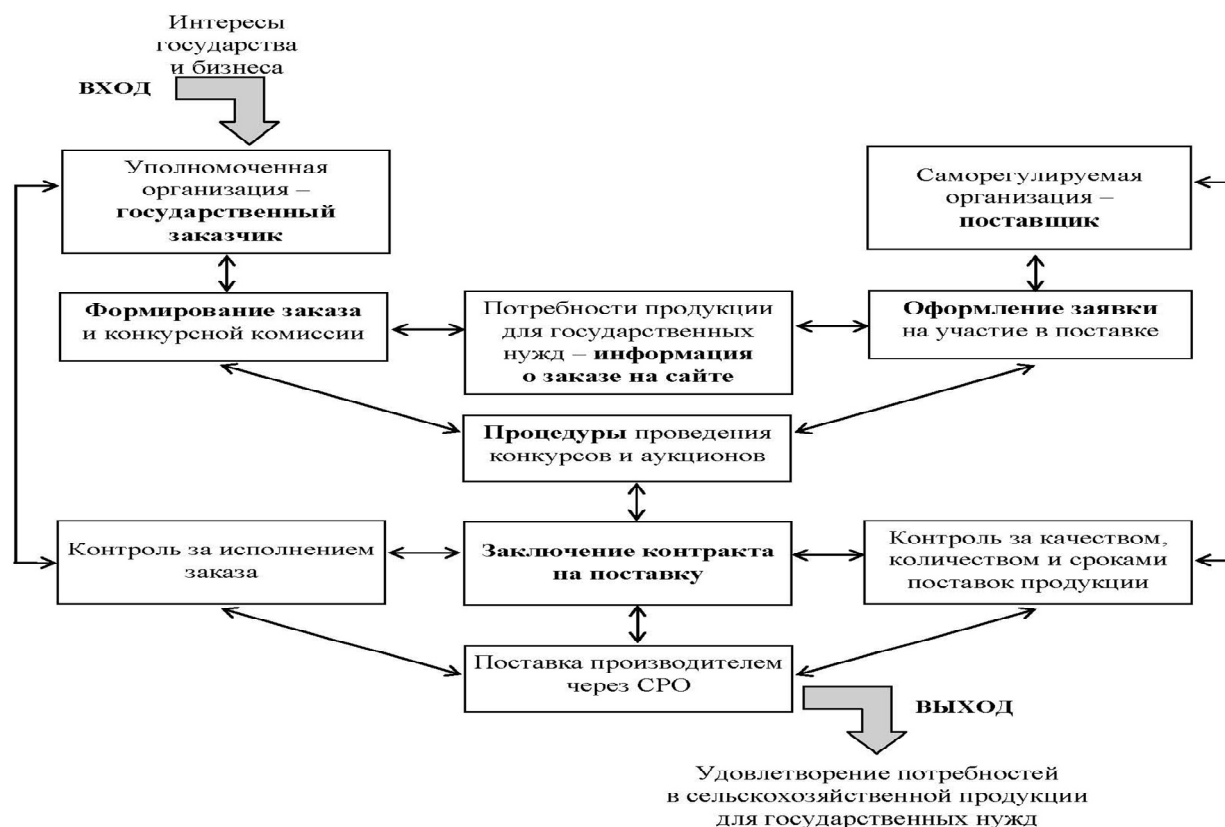 Интересы
государства
и бизнеса
ВХОД
Уполномоченная
организация –
государственный
заказчик
Саморегулируемая
организация –
поставщик
Формирование заказа
и конкурсной комиссии
Потребности продукции
для государственных
нужд – информация
о заказе на сайте
Оформление заявки
на участие в поставке
Процедуры проведения
конкурсов и аукционов
Контроль за исполнением
заказа
Заключение контракта
на поставку
Контроль за качеством,
количеством и сроками
поставок продукции
Поставка производителем
через СРО
ВЫХОД
Удовлетворение потребностей
в сельскохозяйственной продукции
для государственных нужд